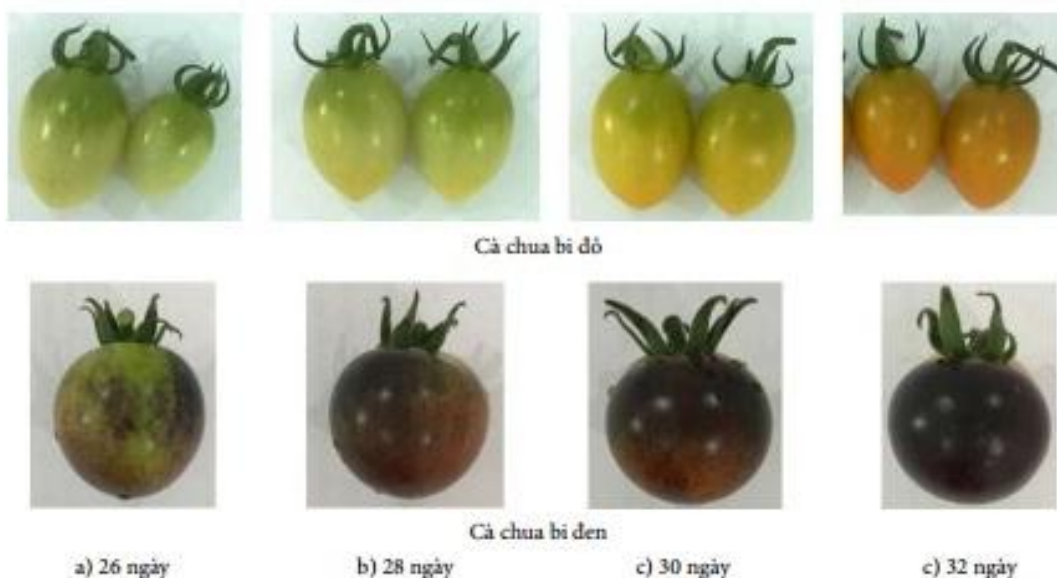 Cà chua bi đỏ
Cà chua bi đen
a) 26 ngày
b) 28 ngày
c) 30 ngày
c) 32 ngày